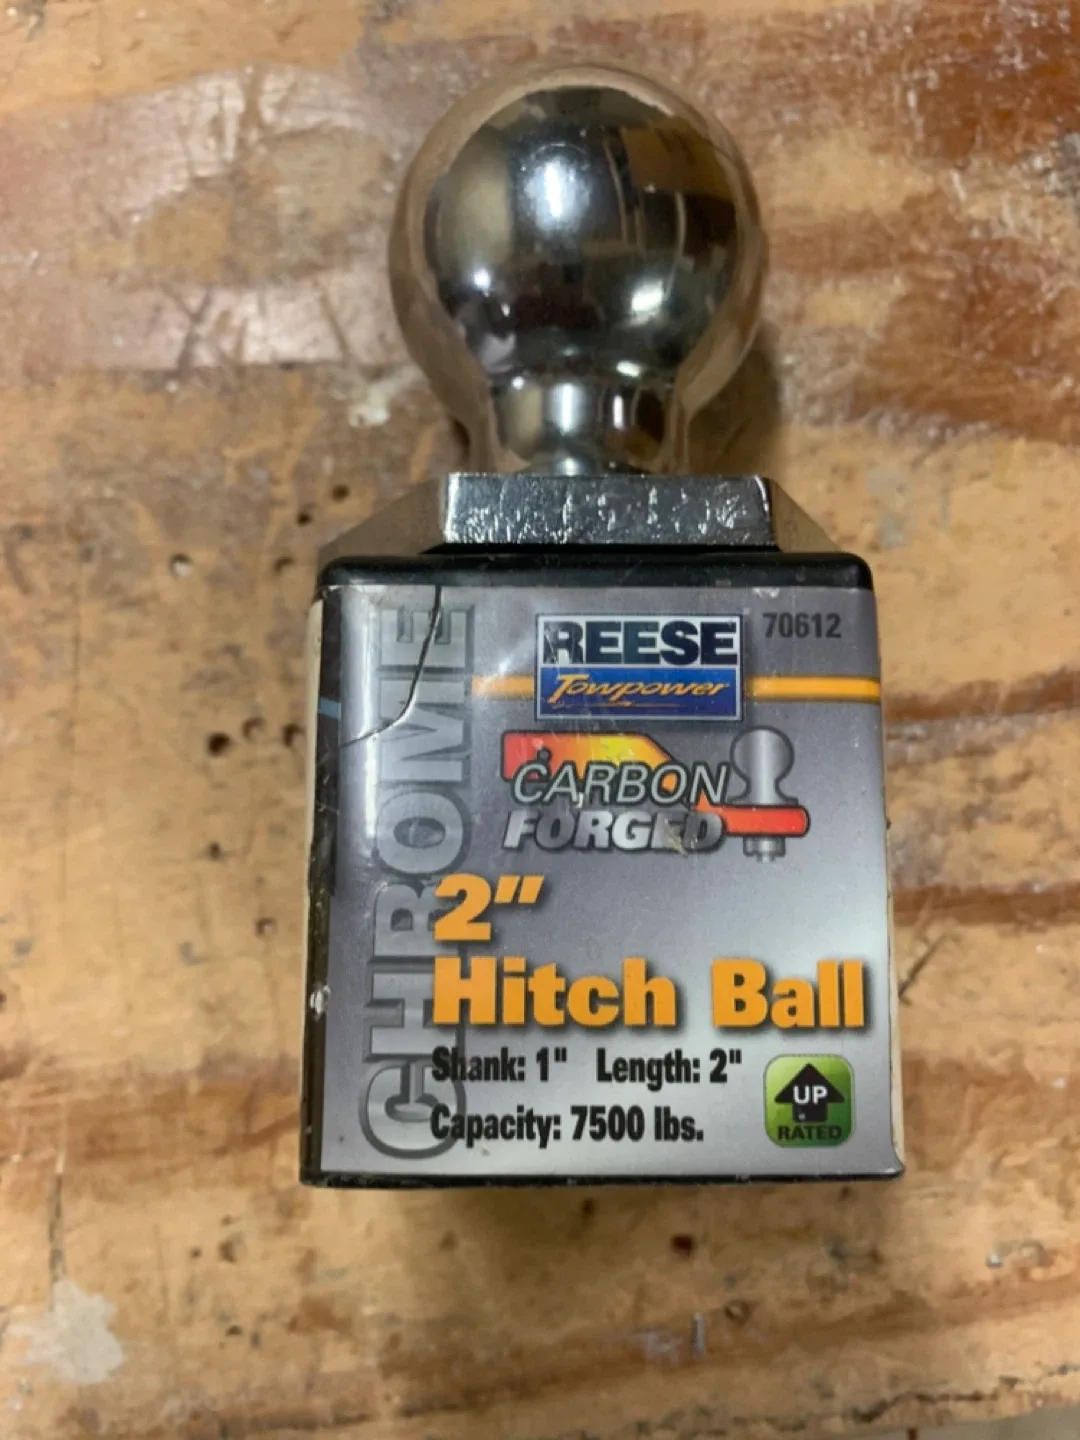 REESE
Towpower
70612
CHROME
CARBON
FORGED
2"
Hitch Ball
Shank: 1" Length: 2"
Capacity: 7500 lbs.
UP
RATED